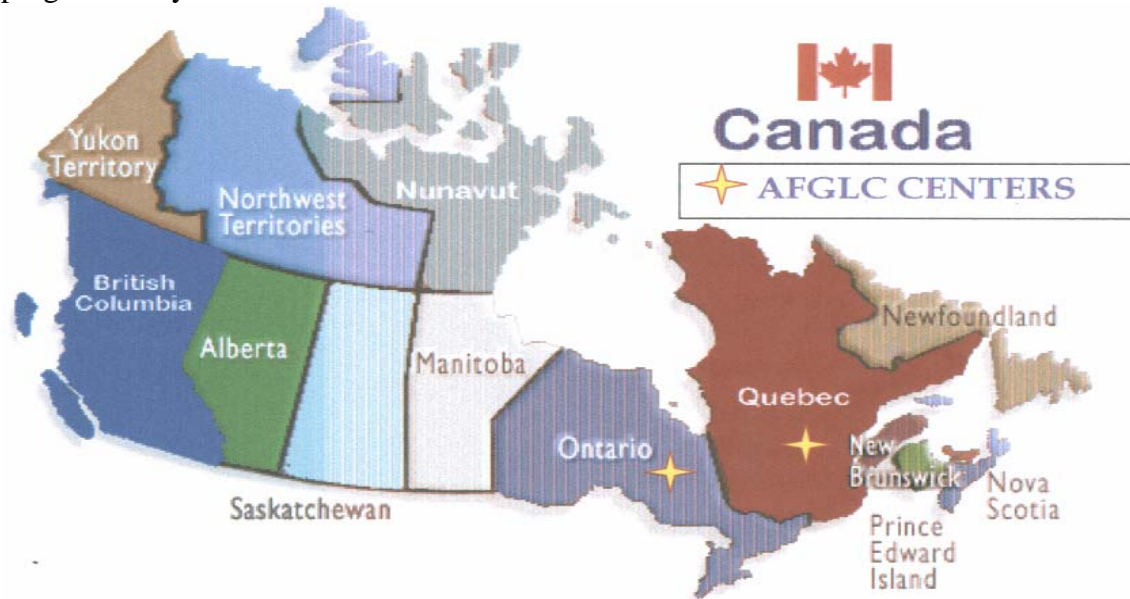 Canada
AFGLC CENTERS
Yukon
Territory
Northwest
Territories
Nunavut
British
Columbia
Alberta
Saskatchewan
Manitoba
Ontario
Quebec
Newfoundland
New
Brunswick
Prince
Edward
Island
Nova
Scotia